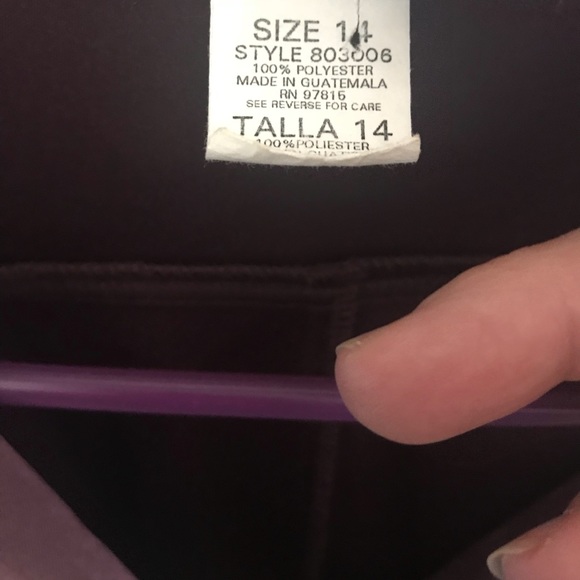 SIZE 14
STYLE 803006
100% POLYESTER
MADE IN GUATEMALA
RN 97815
SEE REVERSE FOR CARE
TALLA 14
100%POLIESTER